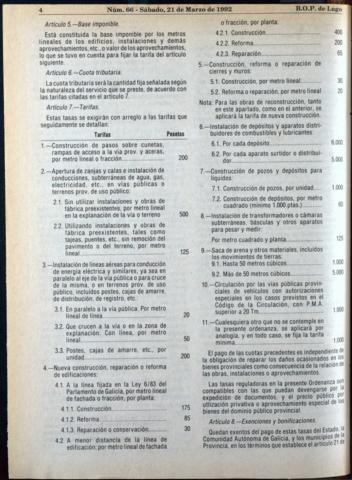 4 Núm. 66 - Sábado, 21 de Marzo de 1992 B.O.P. de Lugo
Artículo 5.—Base imponible.
Está constituida la base imponible por los metros
lineales de los edificios, instalaciones y demás
aprovechamientos, etc., o valor de los aprovechamientos,
lo que se tuvo en cuenta para fijar la tarifa del artículo
siguiente.
Artículo 6.—Cuota tributaria.
La cuota tributaria será la cantidad fija señalada según
la naturaleza del servicio que se preste, de acuerdo con
las tarifas citadas en el artículo 7.
Artículo 7.—Tarifas.
Estas tasas se exigirán con arreglo a las tarifas que
seguidamente se detallan:
Tarifas Pesetas
1.—Construcción de pasos sobre cunetas,
rampas de acceso a la vía prov. y aceras,
por metro lineal o fracción 200
2.—Apertura de zanjas y calas e instalación de
conducciones, subterráneas de agua, gas,
electricidad, etc., en vías públicas o
terrenos prov. de uso público:
2.1. Sin utilizar instalaciones y obras de
fábrica preexistentes, por metro lineal
en la explanación de la vía o terreno 500
2.2. Utilizando instalaciones y obras de
fábrica preexistentes, tales como
tajeas, puentes, etc., sin remoción del
pavimento o del terreno, por metro
lineal 125
3.—Instalación de líneas aéreas para conducción
de energía eléctrica y similares, ya sea en
paralelo al eje de la vía pública o para cruce
de la misma, o en terrenos prov. de uso
público, incluidos postes, cajas de amarre,
de distribución, de registro, etc.
3.1. En paralelo a la vía pública. Por metro
lineal de línea 20
3.2. Que crucen a la vía o en la zona de
explanación. Con línea, por metro
lineal 50
3.3. Postes, cajas de amarre, etc., por
unidad 200
4.—Nueva construcción, reparación o reforma
de edificaciones:
4.1. A la línea fijada en la Ley 6/83 del
Parlamento de Galicia, por metro lineal
de fachada o fracción, por planta:
4.1.1. Construcción 175
4.1.2. Reforma 85
4.1.3. Reparación o conservación 30
4.2. A menor distancia de la línea de
edificación; por metro lineal de fachada
o fracción, por planta:
4.2.1. Construcción 400
4.2.2. Reforma 200
4.2.3. Reparación 65
5.—Construcción, reforma o reparación de
cierres y muros:
5.1. Construcción, por metro lineal 30
5.2. Reforma o reparación, por metro lineal 20
Nota: Para las obras de reconstrucción, tanto
en este apartado, como en el anterior, se
aplicará la tarifa de nueva construcción.
6.—Instalación de depósitos y aparatos distri-
buidores de combustibles y lubricantes:
6.1. Por cada depósito 6.000
6.2. Por cada aparato surtidor o distribui-
dor 5.000
7.—Construcción de pozos y depósitos para
líquidos:
7.1. Construcción de pozos, por unidad 1.000
7.2. Construcción de depósitos, por metro
cuadrado (mínimo 1.000 ptas.) 60
8.—Instalación de transformadores o cámaras
subterráneas, básculas y otros aparatos
para pesar y medir:
Por metro cuadrado y planta 125
9.—Saca de arena y otros materiales, incluidos
los movimientos de tierras:
9.1. Hasta 50 metros cúbicos 1.000
9.2. Más de 50 metros cúbicos 5.000
10.—Circulación por las vías públicas provin-
ciales de vehículos con autorizaciones
especiales en los casos previstos en el
Código de la Circulación, con P.M.A.
superior a 20 Tm 1.000
11.—Cualesquiera otro que no se contemple en
la presente ordenanza, se aplicará por
analogía, y en todo caso, se fija la tarifa
mínima 1.000
El pago de las cuotas precedentes es independiente de
la obligación de reparar los daños ocasionados en los
bienes provinciales como consecuencia de la relación de
las obras, instalaciones o aprovechamientos.
Las tasas reguladoras en la presente Ordenanza son
compatibles con las que puedan devengarse por la
expedición de documentos, y el precio público por
utilización privativa o aprovechamiento especial de los
bienes del dominio público provincial.
Artículo 8.—Exenciones y bonificaciones.
Quedan exentos del pago de estas tasas del Estado, la
Comunidad Autónoma de Galicia, y los municipios de la
Provincia, en los términos que establece el artículo 21 de